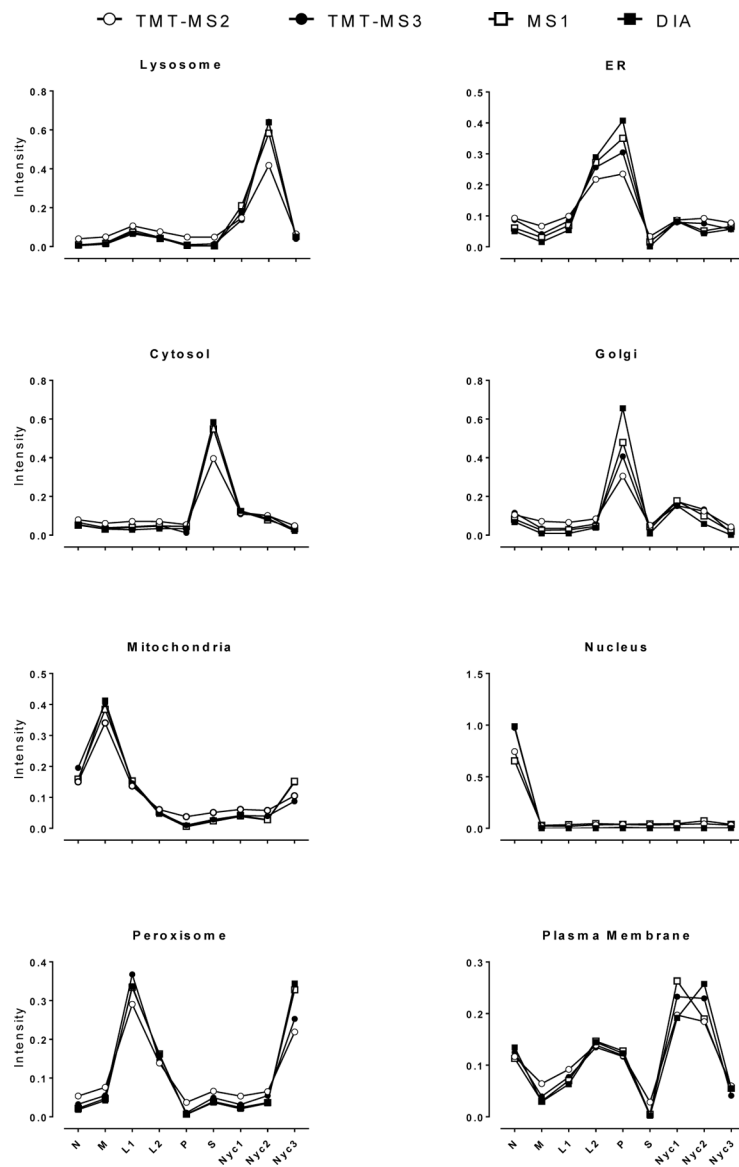 TMT-MS2 TMT-MS3 MS1 DIA
Lysosome
Intensity
0.8
0.6
0.4
0.2
0.0
ER
0.5
0.4
0.3
0.2
0.1
0.0
Cytosol
Intensity
0.8
0.6
0.4
0.2
0.0
Golgi
0.8
0.6
0.4
0.2
0.0
Mitochondria
Intensity
0.5
0.4
0.3
0.2
0.1
0.0
Nucleus
1.5
1.0
0.5
0.0
Peroxisome
Intensity
0.4
0.3
0.2
0.1
0.0
N M L1 L2 P S Nyc1 Nyc2 Nyc3
Plasma Membrane
0.3
0.2
0.1
0.0
N M L1 L2 P S Nyc1 Nyc2 Nyc3